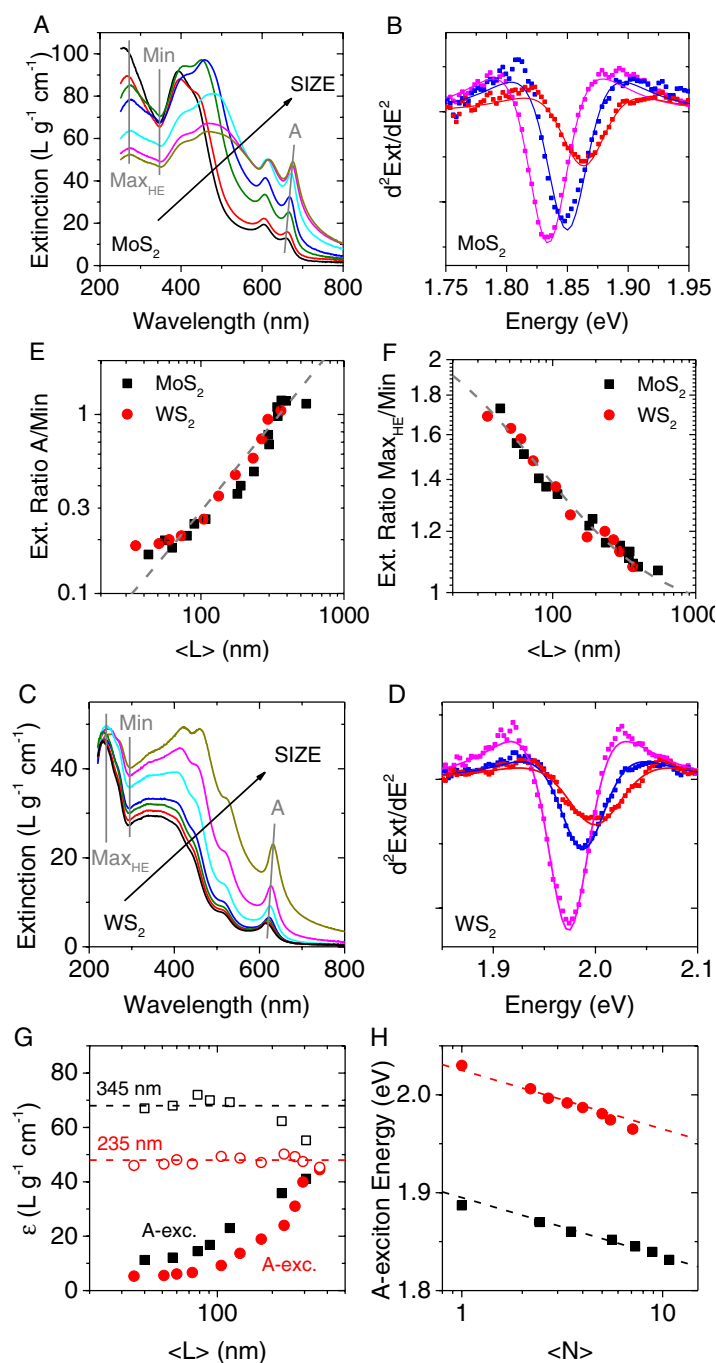 A
B
Extinction (L g⁻¹ cm⁻¹)
100
80
60
40
20
0
Min
SIZE
A
Max_HE
MoS₂
200
400
600
800
Wavelength (nm)
d²Ext/dE²
MoS₂
1.75
1.80
1.85
1.90
1.95
Energy (eV)
E
F
Ext. Ratio A/Min
1
0.3
0.1
MoS₂
WS₂
100
1000
<L> (nm)
Ext. Ratio Max_HE/Min
2
1.8
1.6
1.4
1.2
1
MoS₂
WS₂
100
1000
<L> (nm)
C
D
Extinction (L g⁻¹ cm⁻¹)
40
20
0
Min
SIZE
A
Max_HE
WS₂
200
400
600
800
Wavelength (nm)
d²Ext/dE²
WS₂
1.9
2.0
2.1
Energy (eV)
G
H
ε (L g⁻¹ cm⁻¹)
80
60
40
20
0
345 nm
235 nm
A-exc.
A-exc.
100
<L> (nm)
A-exciton Energy (eV)
2.0
1.9
1.8
1
10
<N>